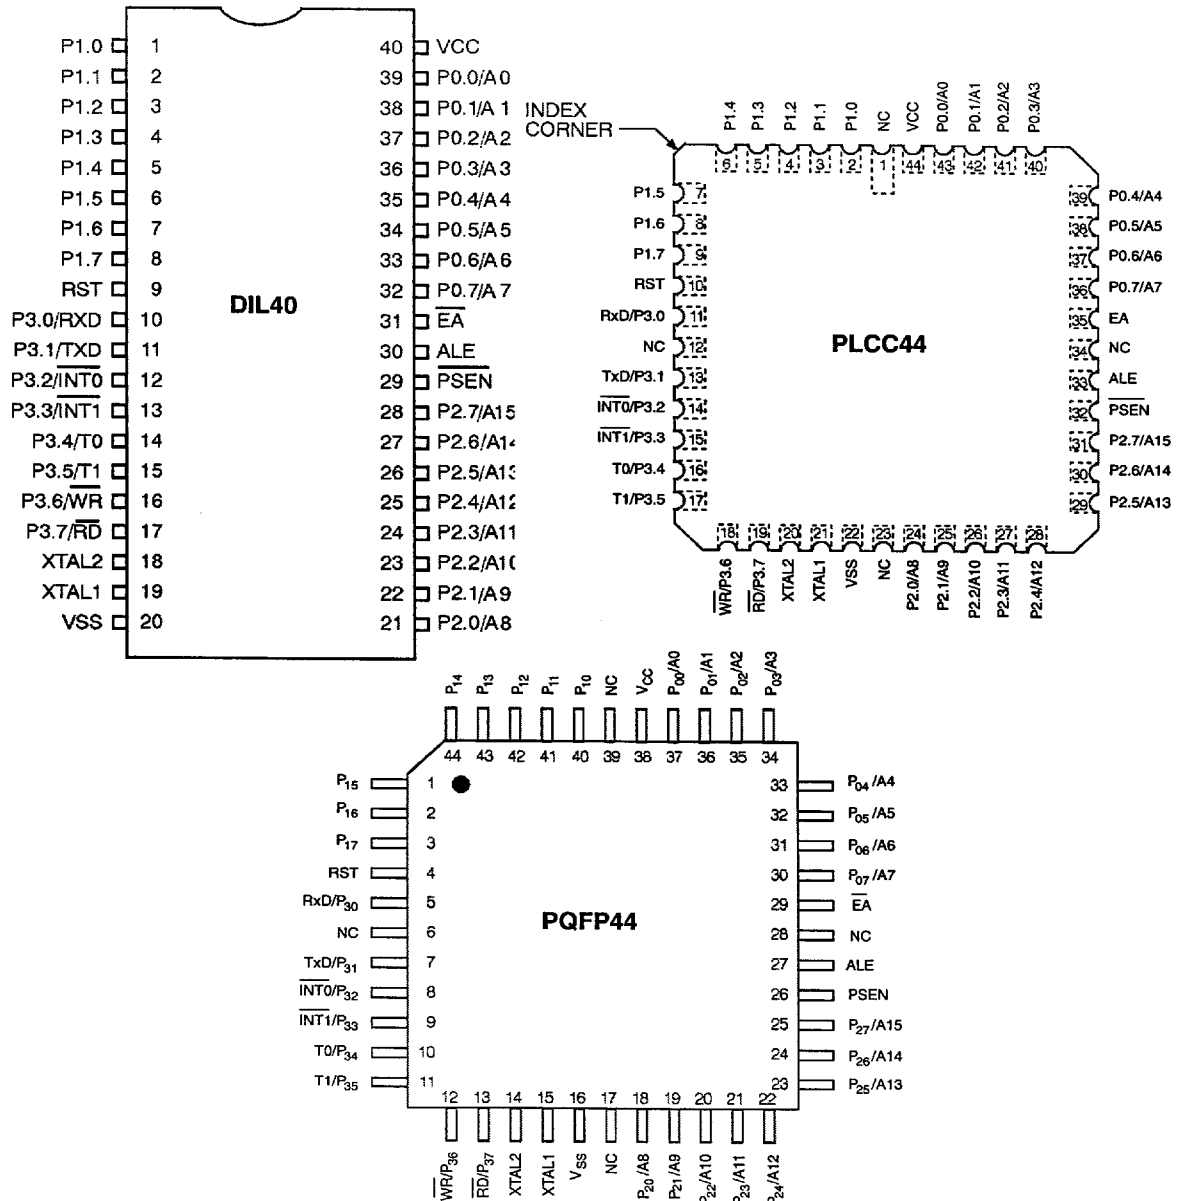 P1.0 1 40 VCC
P1.1 2 39 P0.0/A0
P1.2 3 38 P0.1/A1
P1.3 4 37 P0.2/A2
P1.4 5 36 P0.3/A3
P1.5 6 35 P0.4/A4
P1.6 7 34 P0.5/A5
P1.7 8 33 P0.6/A6
RST 9 32 P0.7/A7
DIL40
P3.0/RXD 10 31 EA
P3.1/TXD 11 30 ALE
P3.2/INT0 12 29 PSEN
P3.3/INT1 13 28 P2.7/A15
P3.4/T0 14 27 P2.6/A14
P3.5/T1 15 26 P2.5/A13
P3.6/WR 16 25 P2.4/A12
P3.7/RD 17 24 P2.3/A11
XTAL2 18 23 P2.2/A10
XTAL1 19 22 P2.1/A9
VSS 20 21 P2.0/A8
INDEX
CORNER
P1.4 P1.3 P1.2 P1.1 P1.0 NC VCC P0.0/A0 P0.1/A1 P0.2/A2 P0.3/A3
6 5 4 3 2 1 44 43 42 41 40
P1.5 7 39 P0.4/A4
P1.6 8 38 P0.5/A5
P1.7 9 37 P0.6/A6
RST 10 36 P0.7/A7
RxD/P3.0 11 35 EA
PLCC44
NC 12 34 NC
TxD/P3.1 13 33 ALE
INT0/P3.2 14 32 PSEN
INT1/P3.3 15 31 P2.7/A15
T0/P3.4 16 30 P2.6/A14
T1/P3.5 17 29 P2.5/A13
18 19 20 21 22 23 24 25 26 27 28
WR/P3.6 RD/P3.7 XTAL2 XTAL1 VSS NC P2.0/A8 P2.1/A9 P2.2/A10 P2.3/A11 P2.4/A12
P14 P13 P12 P11 P10 NC VCC P00/A0 P01/A1 P02/A2 P03/A3
44 43 42 41 40 39 38 37 36 35 34
P15 1 33 P04/A4
P16 2 32 P05/A5
P17 3 31 P06/A6
RST 4 30 P07/A7
RxD/P30 5 29 EA
PQFP44
NC 6 28 NC
TxD/P31 7 27 ALE
INT0/P32 8 26 PSEN
INT1/P33 9 25 P27/A15
T0/P34 10 24 P26/A14
T1/P35 11 23 P25/A13
12 13 14 15 16 17 18 19 20 21 22
WR/P36 RD/P37 XTAL2 XTAL1 VSS NC P20/A8 P21/A9 P22/A10 P23/A11 P24/A12